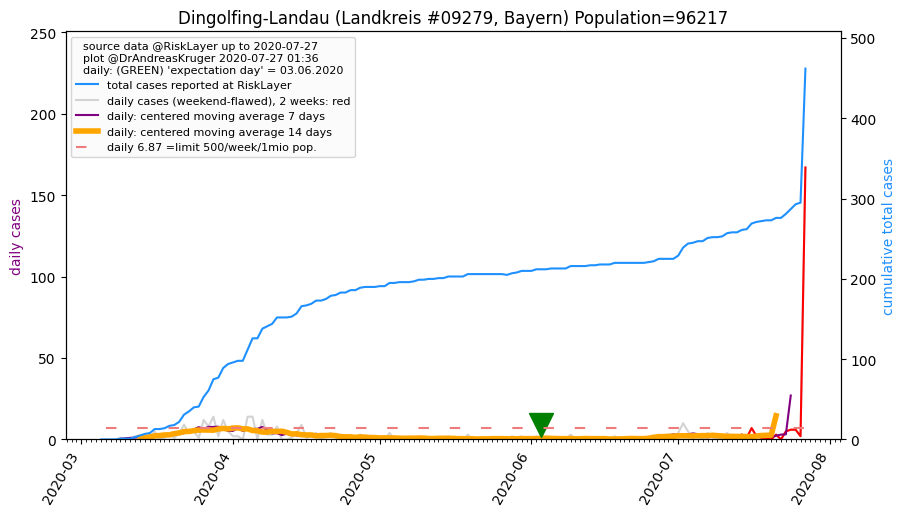 Dingolfing-Landau (Landkreis #09279, Bayern) Population=96217
source data @RiskLayer up to 2020-07-27
plot @DrAndreasKruger 2020-07-27 01:36
daily: (GREEN) 'expectation day' = 03.06.2020
total cases reported at RiskLayer
daily cases (weekend-flawed), 2 weeks: red
daily: centered moving average 7 days
daily: centered moving average 14 days
daily 6.87 =limit 500/week/1mio pop.
daily cases
250
200
150
100
50
0
cumulative total cases
500
400
300
200
100
0
2020-03
2020-04
2020-05
2020-06
2020-07
2020-08